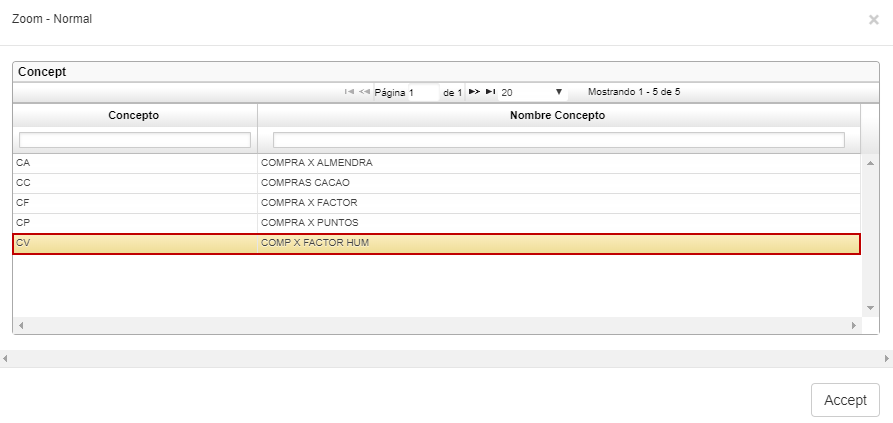 Zoom - Normal ×
Concept
Página 1 de 1 20 Mostrando 1 - 5 de 5
Concepto Nombre Concepto
CA COMPRA X ALMENDRA
CC COMPRAS CACAO
CF COMPRA X FACTOR
CP COMPRA X PUNTOS
CV COMP X FACTOR HUM
Accept